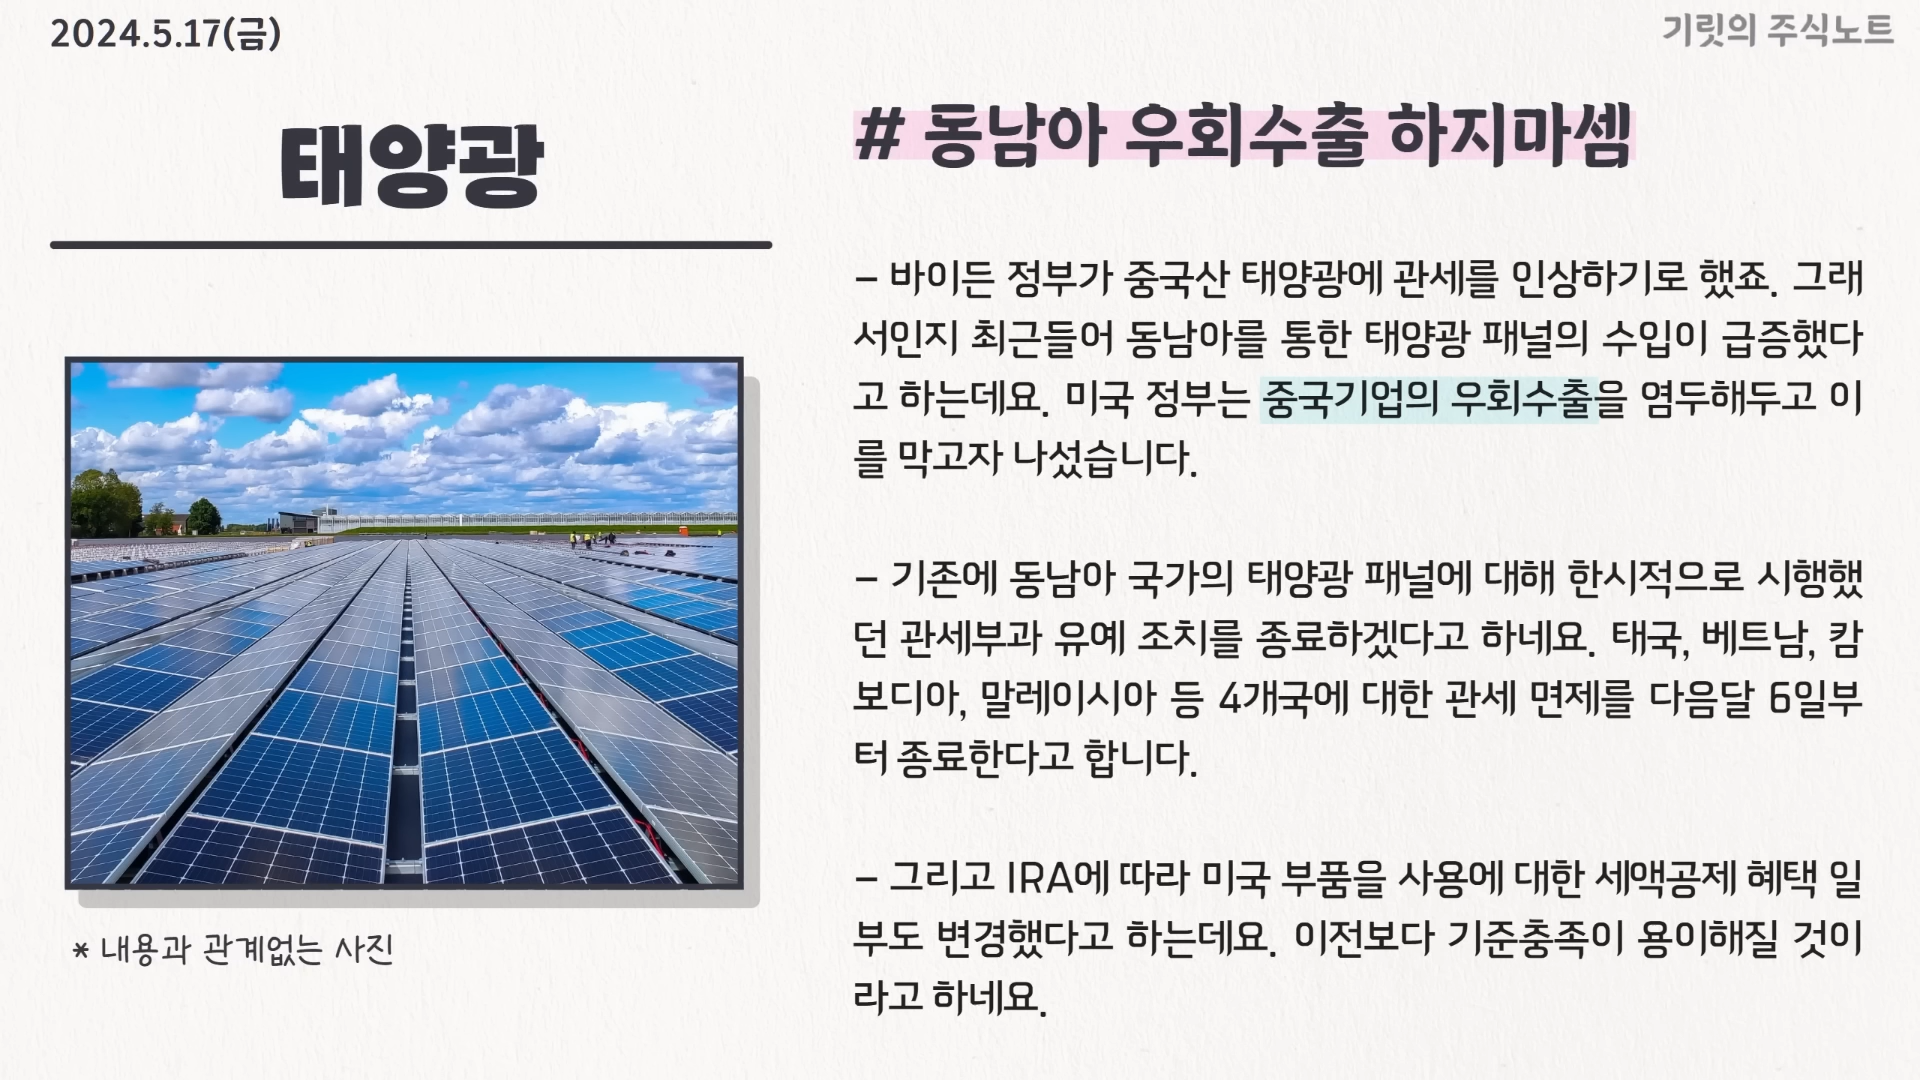 2024.5.17(금)
기릿의 주식노트
태양광
* 내용과 관계없는 사진
# 동남아 우회수출 하지마셈
– 바이든 정부가 중국산 태양광에 관세를 인상하기로 했죠. 그래
서인지 최근들어 동남아를 통한 태양광 패널의 수입이 급증했다
고 하는데요. 미국 정부는 중국기업의 우회수출을 염두해두고 이
를 막고자 나섰습니다.
– 기존에 동남아 국가의 태양광 패널에 대해 한시적으로 시행했
던 관세부과 유예 조치를 종료하겠다고 하네요. 태국, 베트남, 캄
보디아, 말레이시아 등 4개국에 대한 관세 면제를 다음달 6일부
터 종료한다고 합니다.
– 그리고 IRA에 따라 미국 부품을 사용에 대한 세액공제 혜택 일
부도 변경했다고 하는데요. 이전보다 기준충족이 용이해질 것이
라고 하네요.